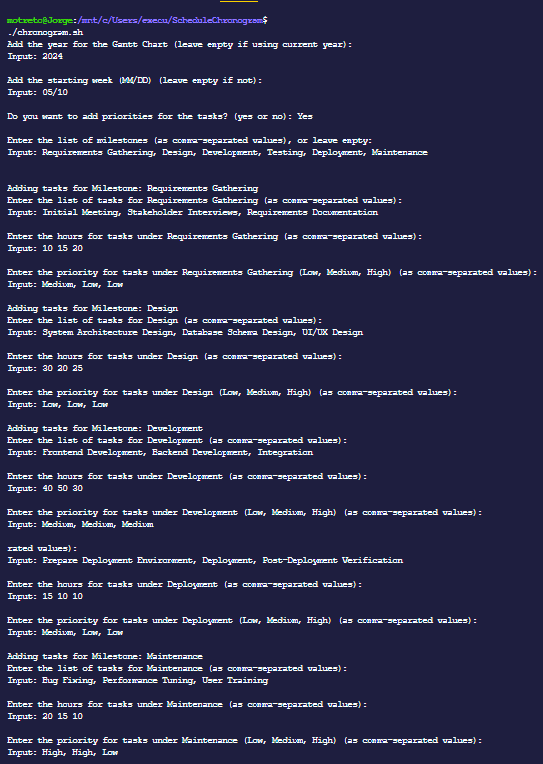 motreto@Jorge:/mnt/c/Users/execu/ScheduleChronogram$
./chronogram.sh
Add the year for the Gantt Chart (leave empty if using current year):
Input: 2024
Add the starting week (MM/DD) (leave empty if not):
Input: 05/10
Do you want to add priorities for the tasks? (yes or no): Yes
Enter the list of milestones (as comma-separated values), or leave empty:
Input: Requirements Gathering, Design, Development, Testing, Deployment, Maintenance
Adding tasks for Milestone: Requirements Gathering
Enter the list of tasks for Requirements Gathering (as comma-separated values):
Input: Initial Meeting, Stakeholder Interviews, Requirements Documentation
Enter the hours for tasks under Requirements Gathering (as comma-separated values):
Input: 10 15 20
Enter the priority for tasks under Requirements Gathering (Low, Medium, High) (as comma-separated values):
Input: Medium, Low, Low
Adding tasks for Milestone: Design
Enter the list of tasks for Design (as comma-separated values):
Input: System Architecture Design, Database Schema Design, UI/UX Design
Enter the hours for tasks under Design (as comma-separated values):
Input: 30 20 25
Enter the priority for tasks under Design (Low, Medium, High) (as comma-separated values):
Input: Low, Low, Low
Adding tasks for Milestone: Development
Enter the list of tasks for Development (as comma-separated values):
Input: Frontend Development, Backend Development, Integration
Enter the hours for tasks under Development (as comma-separated values):
Input: 40 50 30
Enter the priority for tasks under Development (Low, Medium, High) (as comma-separated values):
Input: Medium, Medium, Medium
rated values):
Input: Prepare Deployment Environment, Deployment, Post-Deployment Verification
Enter the hours for tasks under Deployment (as comma-separated values):
Input: 15 10 10
Enter the priority for tasks under Deployment (Low, Medium, High) (as comma-separated values):
Input: Medium, Low, Low
Adding tasks for Milestone: Maintenance
Enter the list of tasks for Maintenance (as comma-separated values):
Input: Bug Fixing, Performance Tuning, User Training
Enter the hours for tasks under Maintenance (as comma-separated values):
Input: 20 15 10
Enter the priority for tasks under Maintenance (Low, Medium, High) (as comma-separated values):
Input: High, High, Low